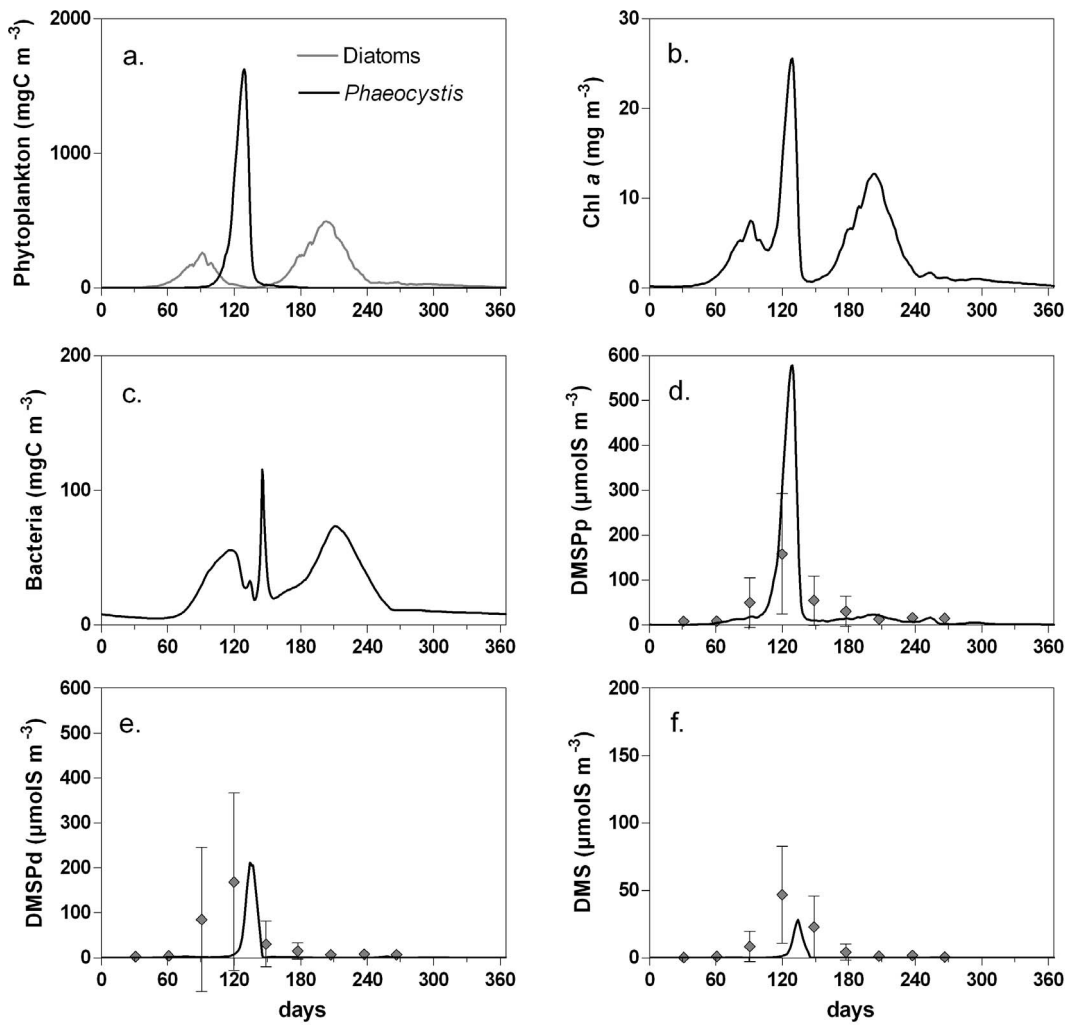 a.
Diatoms
Phaeocystis
Phytoplankton (mgC m⁻³)
2000
1000
0
0 60 120 180 240 300 360
b.
Chl a (mg m⁻³)
30
20
10
0
0 60 120 180 240 300 360
c.
Bacteria (mgC m⁻³)
200
100
0
0 60 120 180 240 300 360
d.
DMSPp (µmolS m⁻³)
600
500
400
300
200
100
0
0 60 120 180 240 300 360
e.
DMSPd (µmolS m⁻³)
600
500
400
300
200
100
0
0 60 120 180 240 300 360
days
f.
DMS (µmolS m⁻³)
200
150
100
50
0
0 60 120 180 240 300 360
days